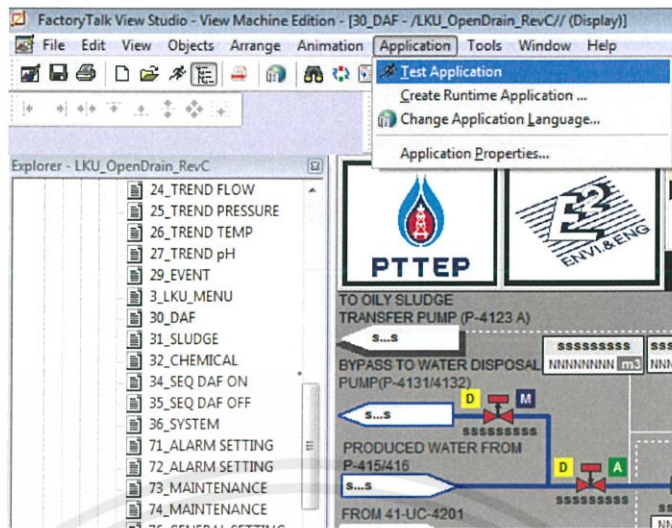 FactoryTalk View Studio - View Machine Edition - [30_DAF - /LKU_OpenDrain_RevC// (Display)]
File Edit View Objects Arrange Animation Application Tools Window Help
Test Application
Create Runtime Application ...
Change Application Language...
Application Properties...
Explorer - LKU_OpenDrain_RevC
24_TREND FLOW
25_TREND PRESSURE
26_TREND TEMP
27_TREND pH
29_EVENT
3_LKU_MENU
30_DAF
31_SLUDGE
32_CHEMICAL
34_SEQ DAF ON
35_SEQ DAF OFF
36_SYSTEM
71_ALARM SETTING
72_ALARM SETTING
73_MAINTENANCE
74_MAINTENANCE
PTTEP
E2
ENVI.&ENG
TO OILY SLUDGE
TRANSFER PUMP (P-4123 A)
s...s
sssssssss
NNNNNNNN m3
BYPASS TO WATER DISPOSAL
PUMP(P-4131/4132)
D M
s...s
sssssssss
PRODUCED WATER FROM
P-415/416
D A
s...s
sssssssss
FROM 41-UC-4201